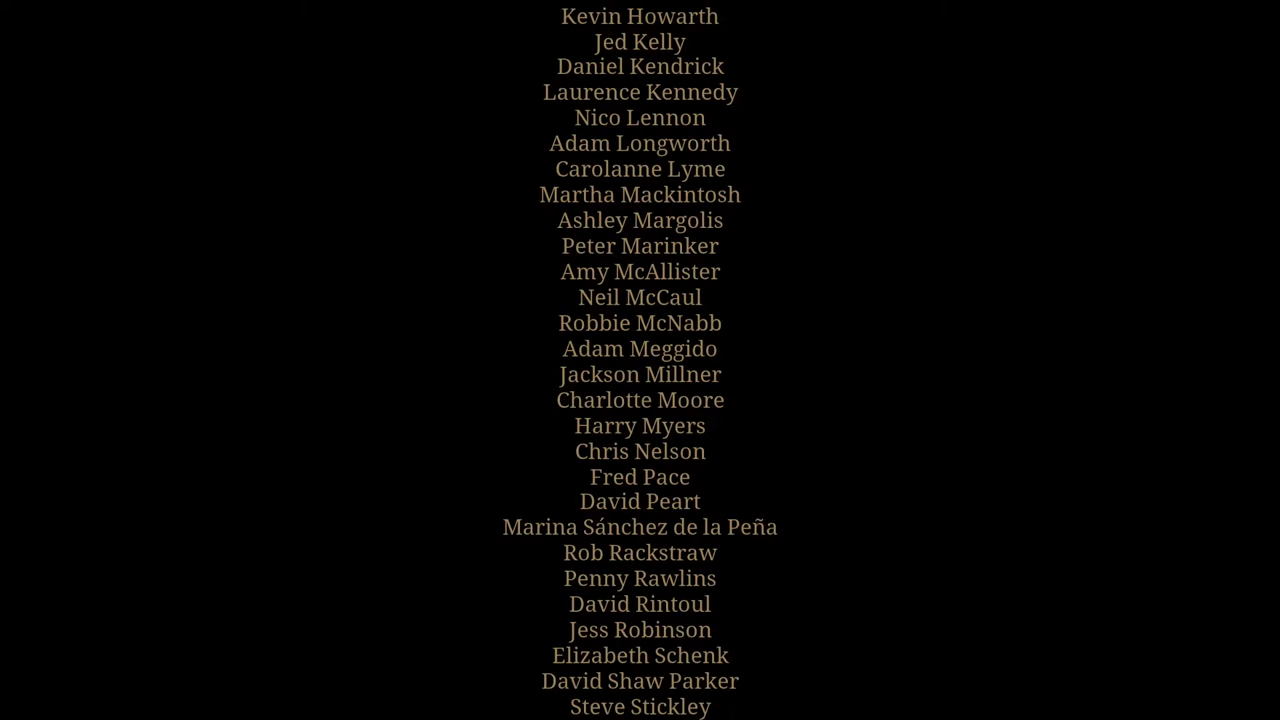 Kevin Howarth
Jed Kelly
Daniel Kendrick
Laurence Kennedy
Nico Lennon
Adam Longworth
Carolanne Lyme
Martha Mackintosh
Ashley Margolis
Peter Marinker
Amy McAllister
Neil McCaul
Robbie McNabb
Adam Meggido
Jackson Millner
Charlotte Moore
Harry Myers
Chris Nelson
Fred Pace
David Peart
Marina Sánchez de la Peña
Rob Rackstraw
Penny Rawlins
David Rintoul
Jess Robinson
Elizabeth Schenk
David Shaw Parker
Steve Stickley